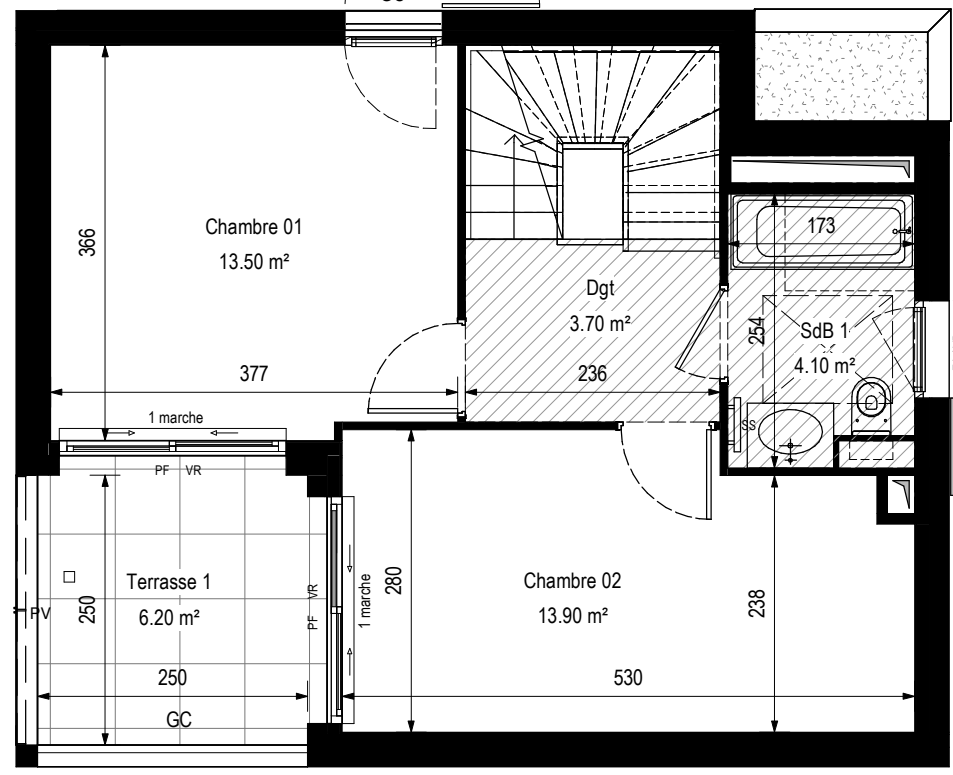 Chambre 01
13.50 m²
366
377
Dgt
3.70 m²
236
173
254
SdB 1
4.10 m²
SS
1 marche
PF VR
Terrasse 1
6.20 m²
250
250
PV
GC
PF VR
1 marche
280
Chambre 02
13.90 m²
530
238